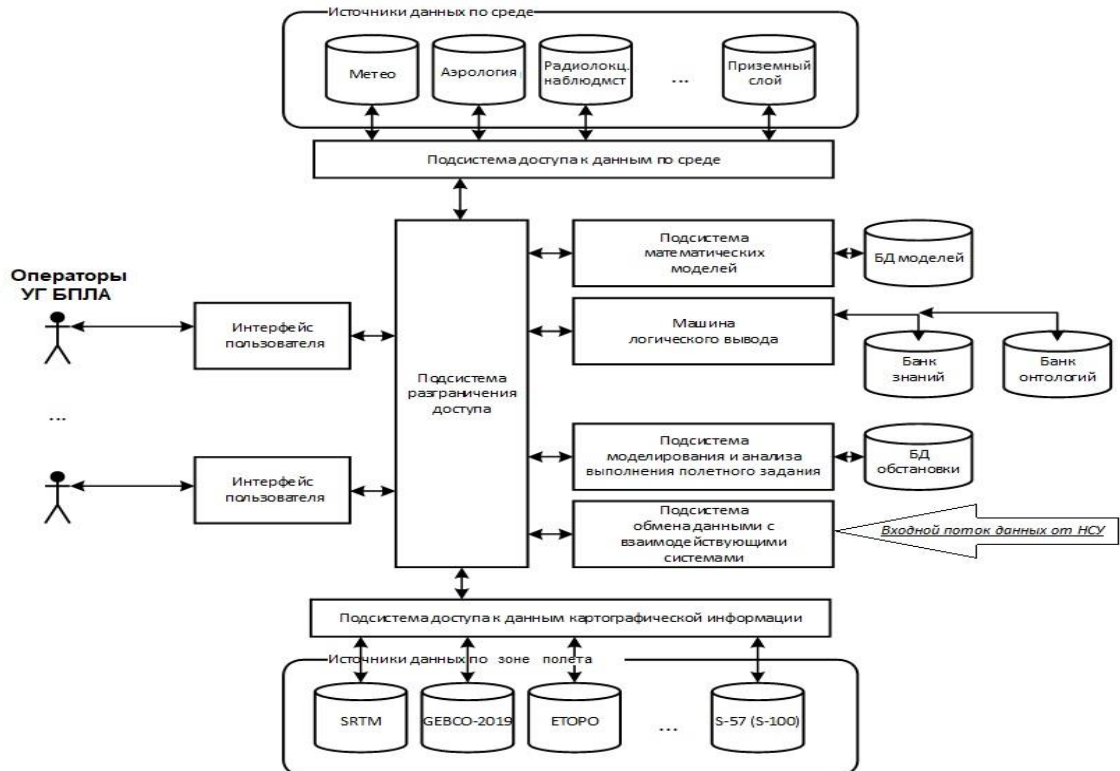 Источники данных по среде
Метео
Аэрология
Радиолокц.
наблюдмст
...
Приземный
слой
Подсистема доступа к данным по среде
Операторы
УГ БПЛА
Интерфейс
пользователя
...
Интерфейс
пользователя
Подсистема
разграничения
доступа
Подсистема
математических
моделей
БД моделей
Машина
логического вывода
Банк
знаний
Банк
онтологий
Подсистема
моделирования и анализа
выполнения полетного задания
БД
обстановки
Подсистема
обмена данными с
взаимодействующими
системами
Входной поток данных от НСУ
Подсистема доступа к данным картографической информации
Источники данных по зоне полета
SRTM
GEBCO-2019
ETOPO
...
S-57 (S-100)